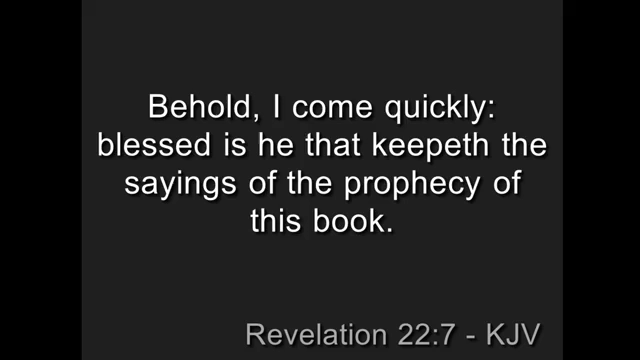 Behold, I come quickly:
blessed is he that keepeth the
sayings of the prophecy of
this book.
Revelation 22:7 - KJV